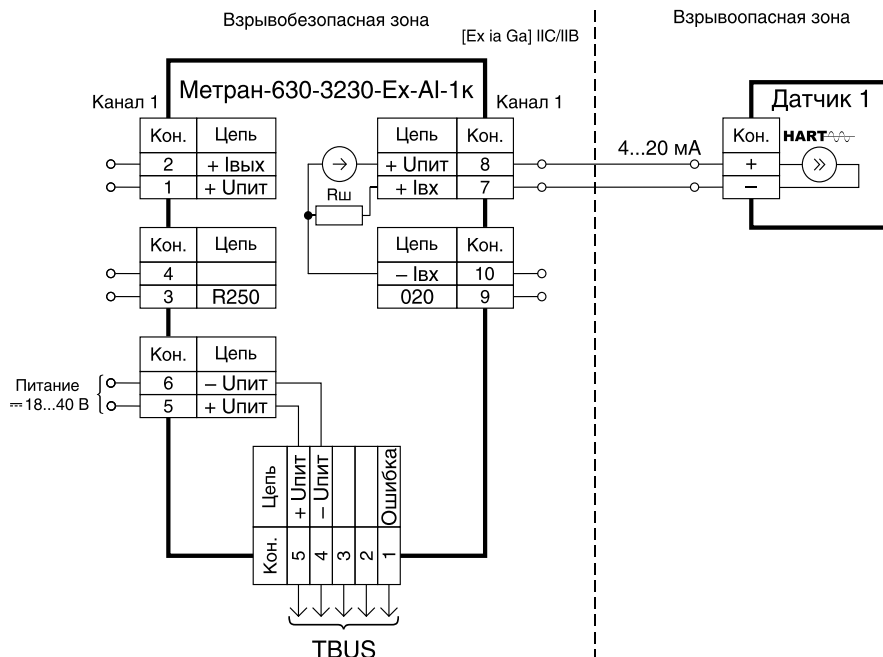 Взрывобезопасная зона
Взрывоопасная зона
[Ex ia Ga] IIC/IIB
Метран-630-3230-Ex-AI-1к
Канал 1
Канал 1
Датчик 1
Кон. Цепь
2 + Iвых
1 + Uпит
Цепь Кон.
+ Uпит 8
+ Iвх 7
Rш
4...20 мА
Кон. HART
+
–
Кон. Цепь
4
3 R250
Цепь Кон.
– Iвх 10
020 9
Кон. Цепь
6 – Uпит
5 + Uпит
Питание
18...40 В
Цепь + Uпит – Uпит Ошибка
Кон. 5 4 3 2 1
TBUS